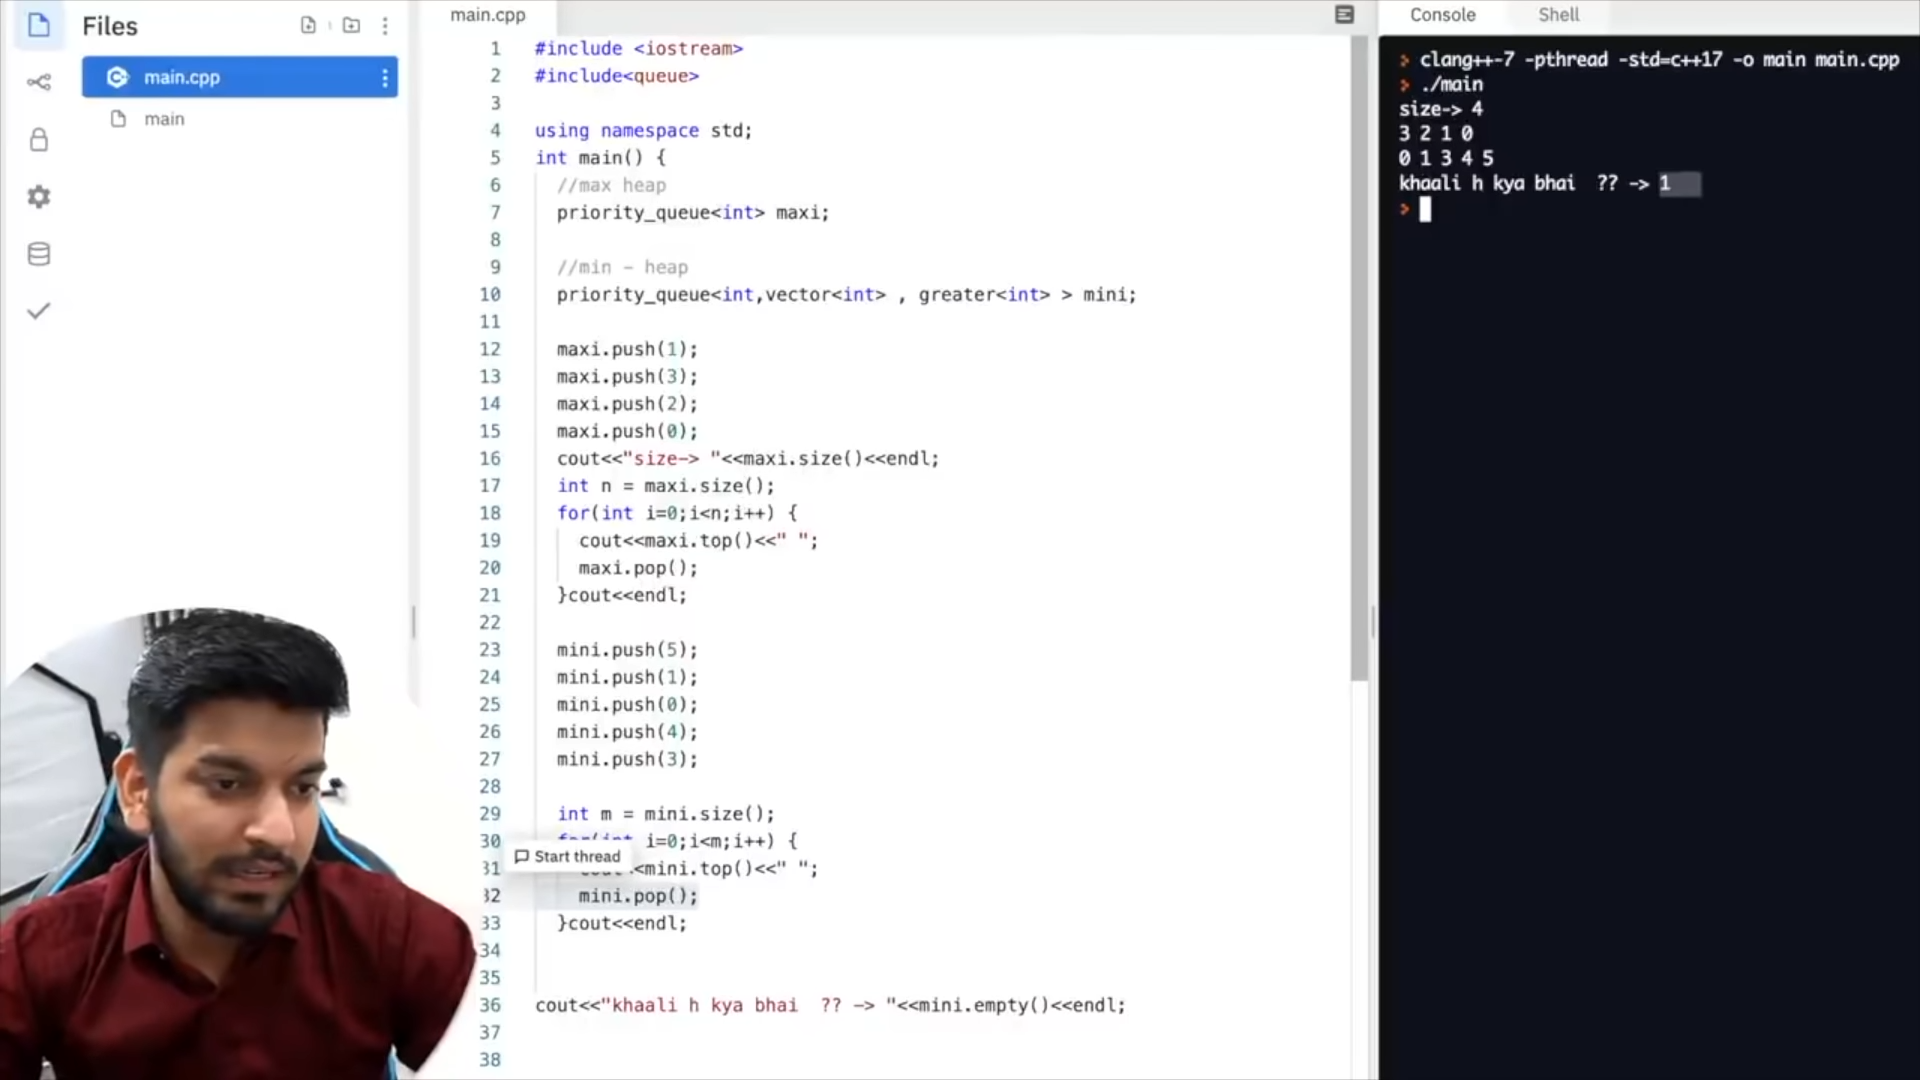 Files
main.cpp
main
main.cpp
1 #include <iostream>
2 #include<queue>
3
4 using namespace std;
5 int main() {
6 //max heap
7 priority_queue<int> maxi;
8
9 //min - heap
10 priority_queue<int,vector<int> , greater<int> > mini;
11
12 maxi.push(1);
13 maxi.push(3);
14 maxi.push(2);
15 maxi.push(0);
16 cout<<"size-> "<<maxi.size()<<endl;
17 int n = maxi.size();
18 for(int i=0;i<n;i++) {
19 cout<<maxi.top()<<" ";
20 maxi.pop();
21 }cout<<endl;
22
23 mini.push(5);
24 mini.push(1);
25 mini.push(0);
26 mini.push(4);
27 mini.push(3);
28
29 int m = mini.size();
30 for(int i=0;i<m;i++) {
Start thread
31 cout<<mini.top()<<" ";
32 mini.pop();
33 }cout<<endl;
34
35
36 cout<<"khaali h kya bhai  ?? -> "<<mini.empty()<<endl;
37
38
Console Shell
> clang++-7 -pthread -std=c++17 -o main main.cpp
> ./main
size-> 4
3 2 1 0
0 1 3 4 5
khaali h kya bhai  ?? -> 1
>